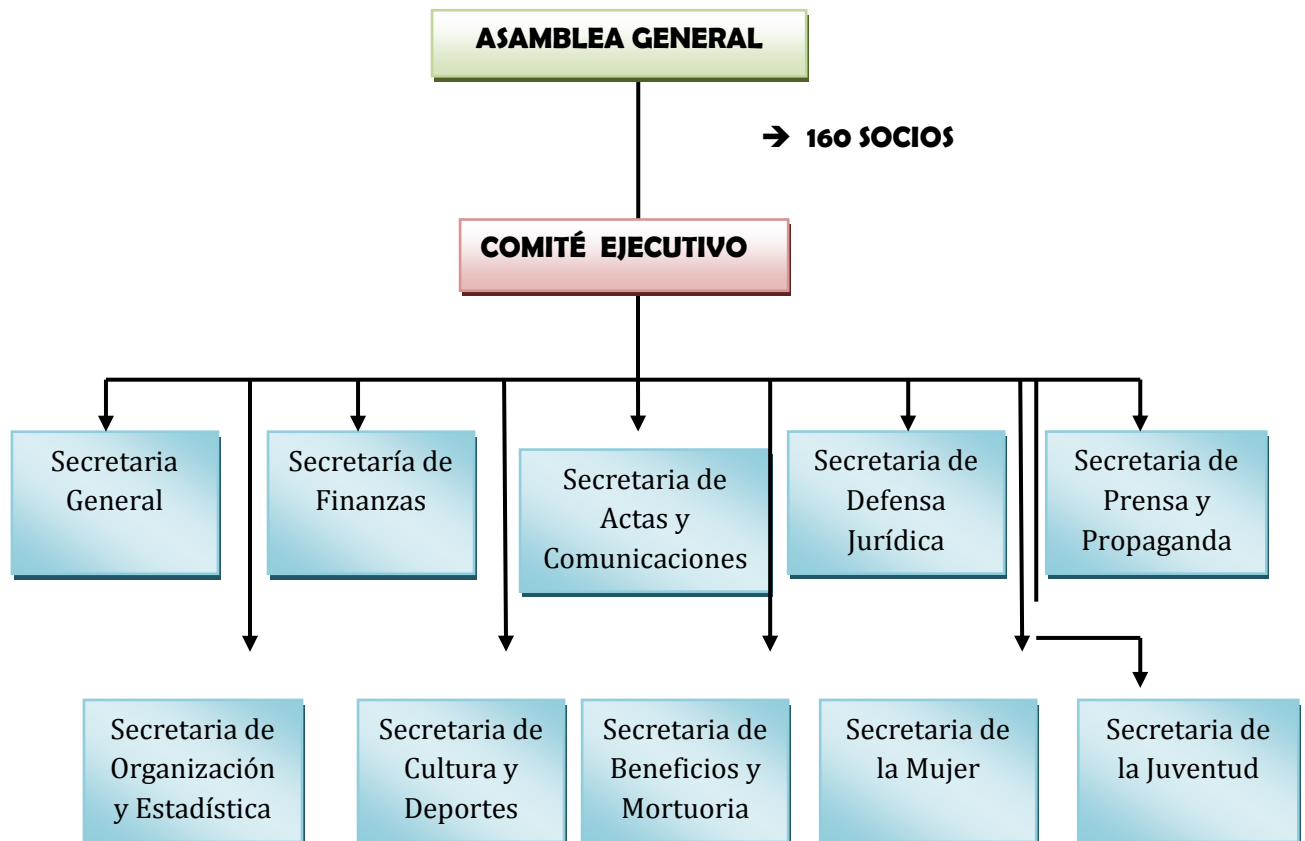 ASAMBLEA GENERAL
➔ 160 SOCIOS
COMITÉ EJECUTIVO
Secretaria
General
Secretaría de
Finanzas
Secretaria de
Actas y
Comunicaciones
Secretaria de
Defensa
Jurídica
Secretaria de
Prensa y
Propaganda
Secretaria de
Organización
y Estadística
Secretaria de
Cultura y
Deportes
Secretaria de
Beneficios y
Mortuoria
Secretaria de
la Mujer
Secretaria de
la Juventud